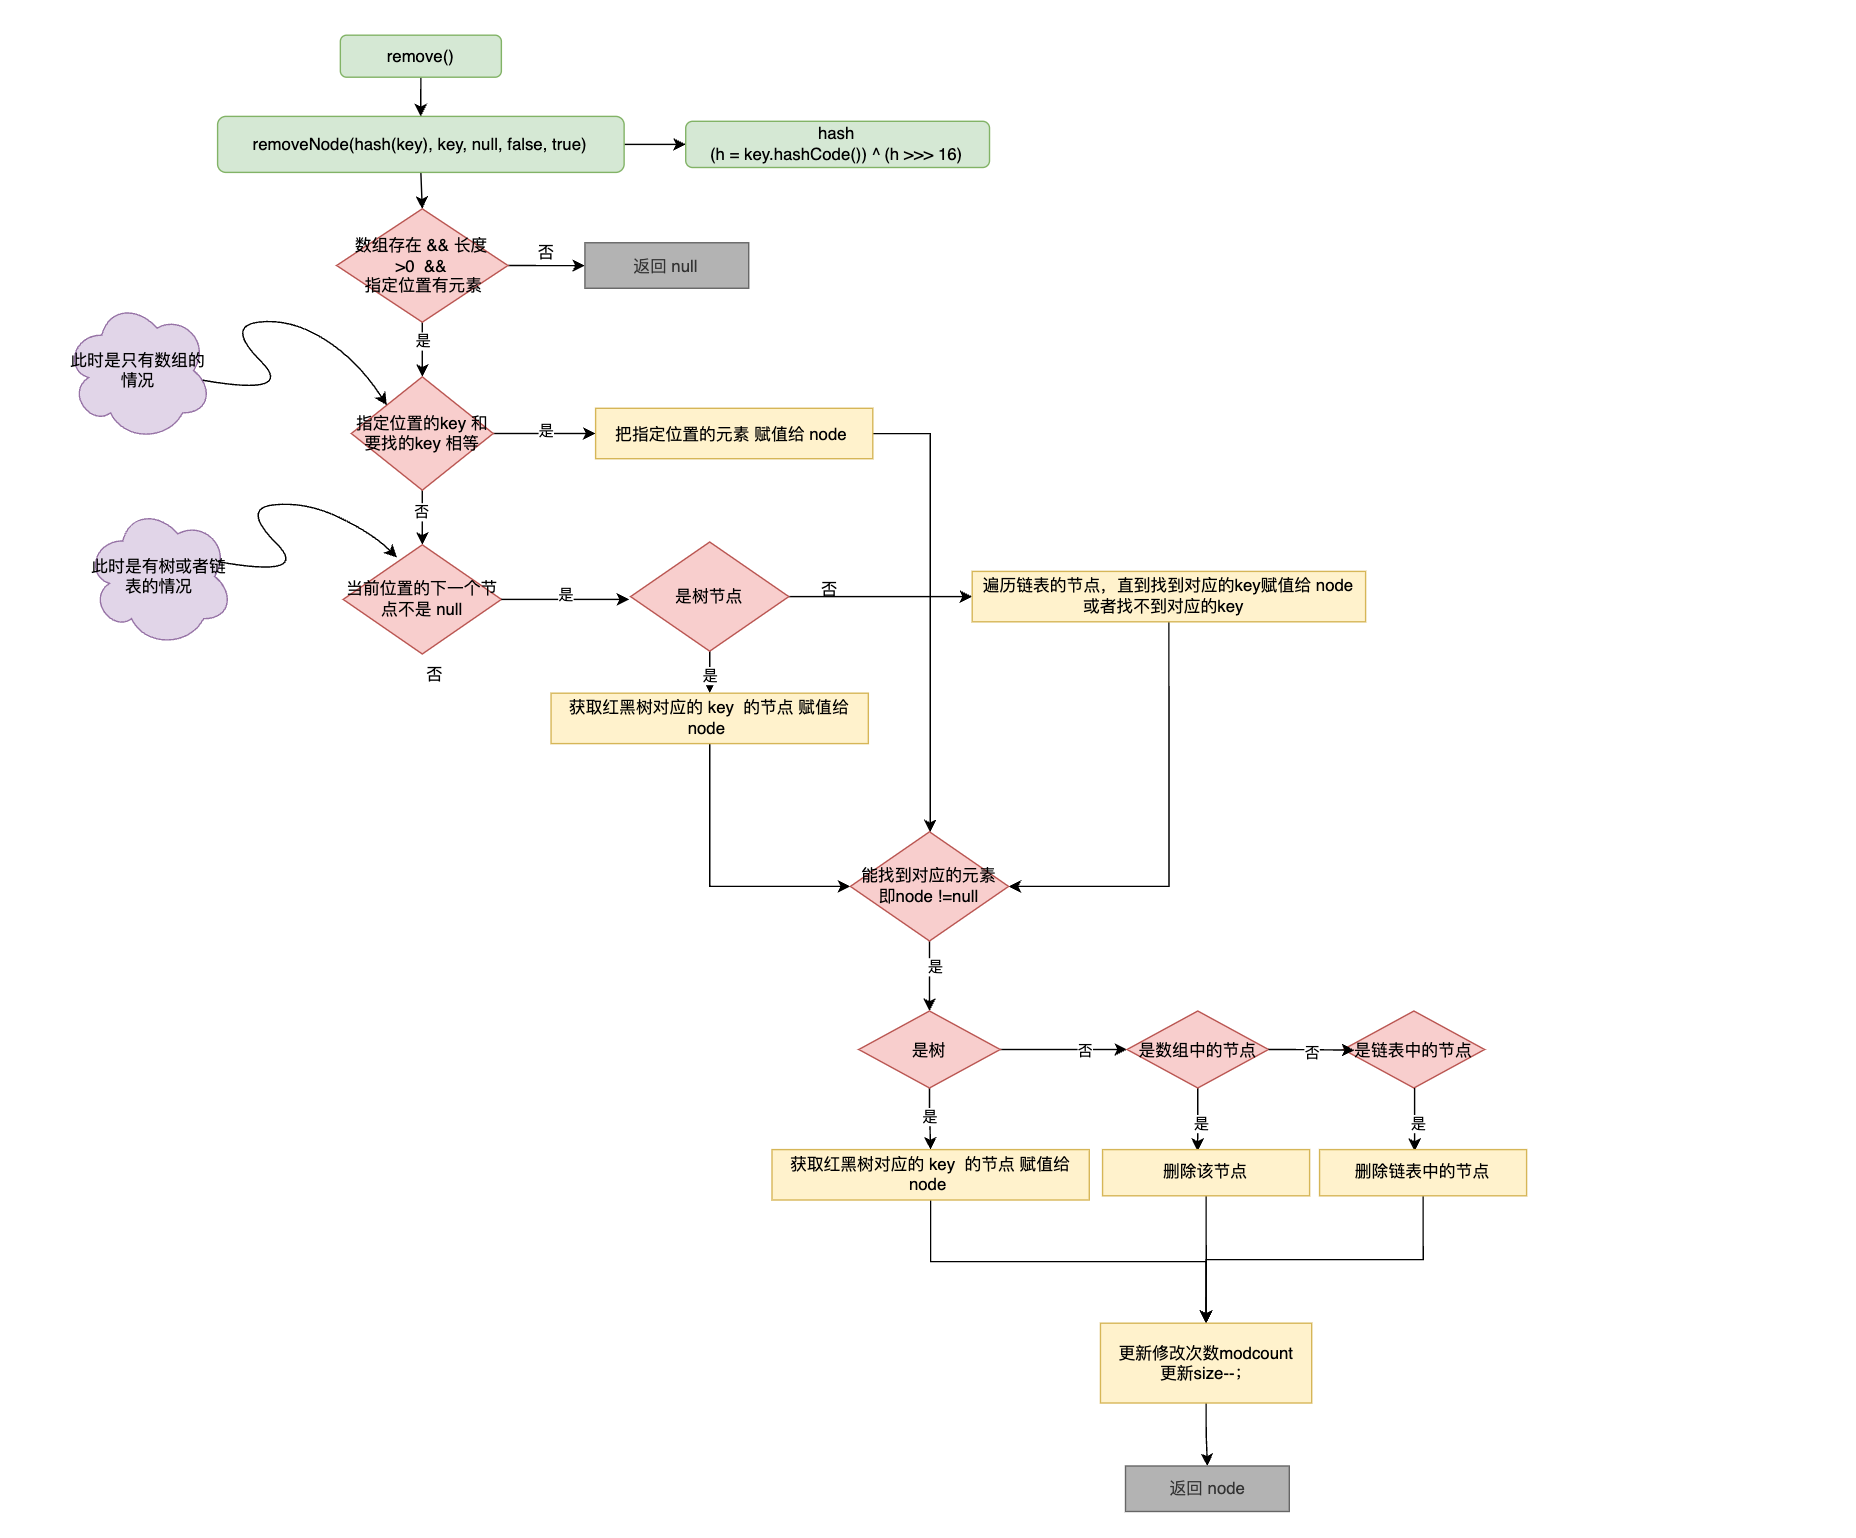 remove()
removeNode(hash(key), key, null, false, true)
hash
(h = key.hashCode()) ^ (h >>> 16)
数组存在 && 长度
>0 &&
指定位置有元素
否
返回 null
是
此时是只有数组的
情况
指定位置的key 和
要找的key 相等
是
把指定位置的元素 赋值给 node
否
此时是有树或者链
表的情况
当前位置的下一个节
点不是 null
是
是树节点
否
遍历链表的节点，直到找到对应的key赋值给 node
或者找不到对应的key
否
是
获取红黑树对应的 key 的节点 赋值给
node
能找到对应的元素
即node !=null
是
是树
否
是数组中的节点
否
是链表中的节点
是
是
是
获取红黑树对应的 key 的节点 赋值给
node
删除该节点
删除链表中的节点
更新修改次数modcount
更新size--；
返回 node